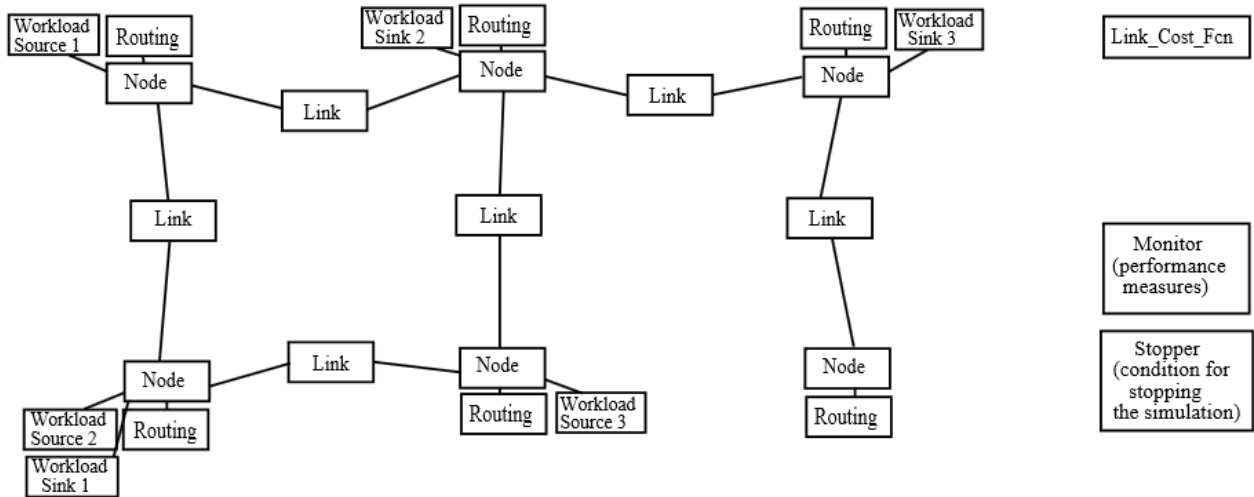 Workload
Source 1
Routing
Node
Workload
Sink 2
Routing
Node
Routing
Workload
Sink 3
Node
Link_Cost_Fcn
Link
Link
Link
Link
Link
Monitor
(performance
measures)
Node
Workload
Source 2
Routing
Workload
Sink 1
Link
Node
Routing
Workload
Source 3
Node
Routing
Stopper
(condition for
stopping
the simulation)